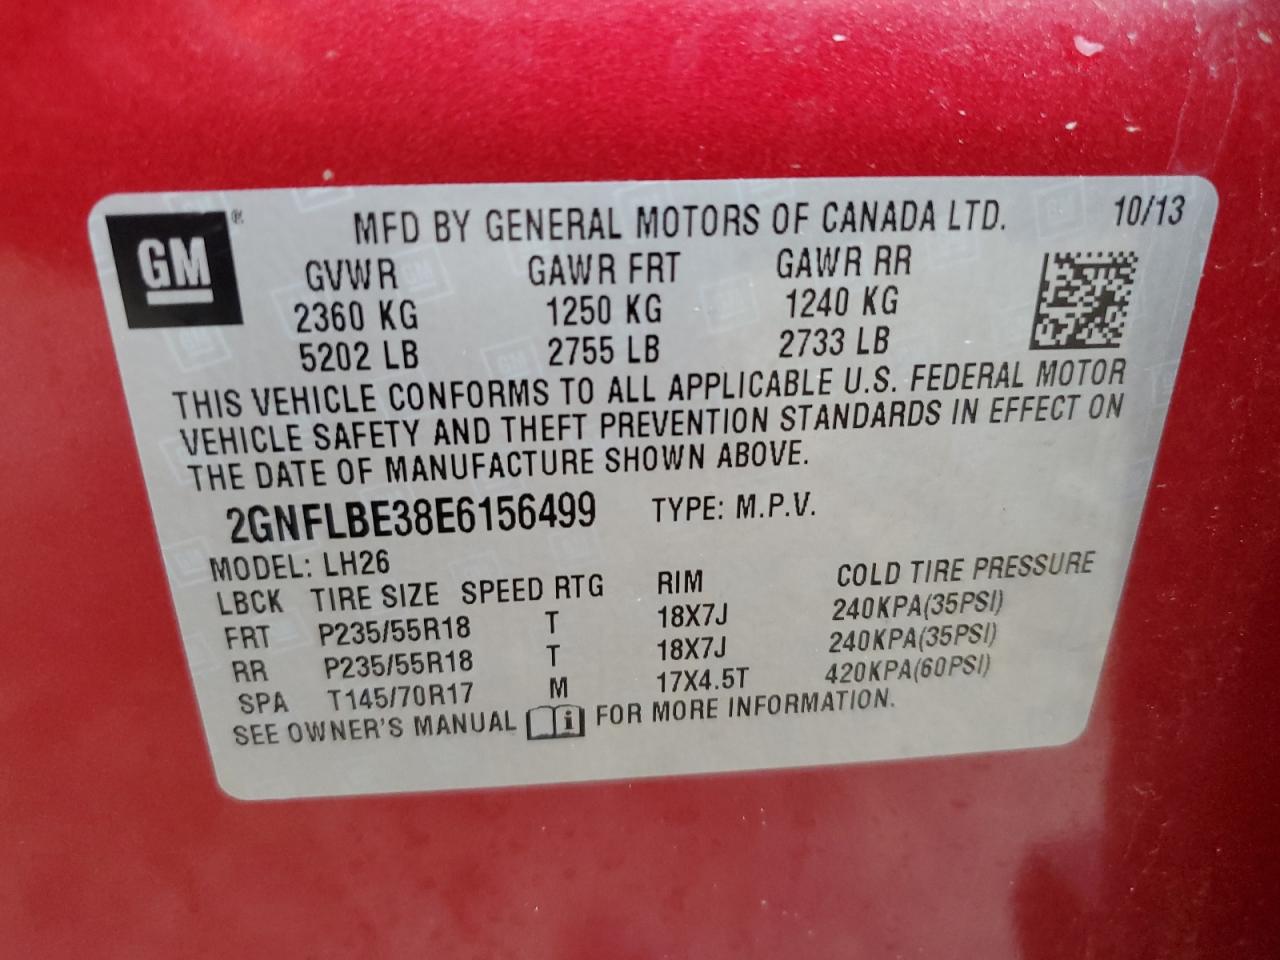 GM ® MFD BY GENERAL MOTORS OF CANADA LTD. 10/13
GVWR GAWR FRT GAWR RR
2360 KG 1250 KG 1240 KG
5202 LB 2755 LB 2733 LB
THIS VEHICLE CONFORMS TO ALL APPLICABLE U.S. FEDERAL MOTOR
VEHICLE SAFETY AND THEFT PREVENTION STANDARDS IN EFFECT ON
THE DATE OF MANUFACTURE SHOWN ABOVE.
2GNFLBE38E6156499 TYPE: M.P.V.
MODEL: LH26
LBCK TIRE SIZE SPEED RTG RIM COLD TIRE PRESSURE
FRT P235/55R18 T 18X7J 240KPA(35PSI)
RR P235/55R18 T 18X7J 240KPA(35PSI)
SPA T145/70R17 M 17X4.5T 420KPA(60PSI)
SEE OWNER'S MANUAL i FOR MORE INFORMATION.